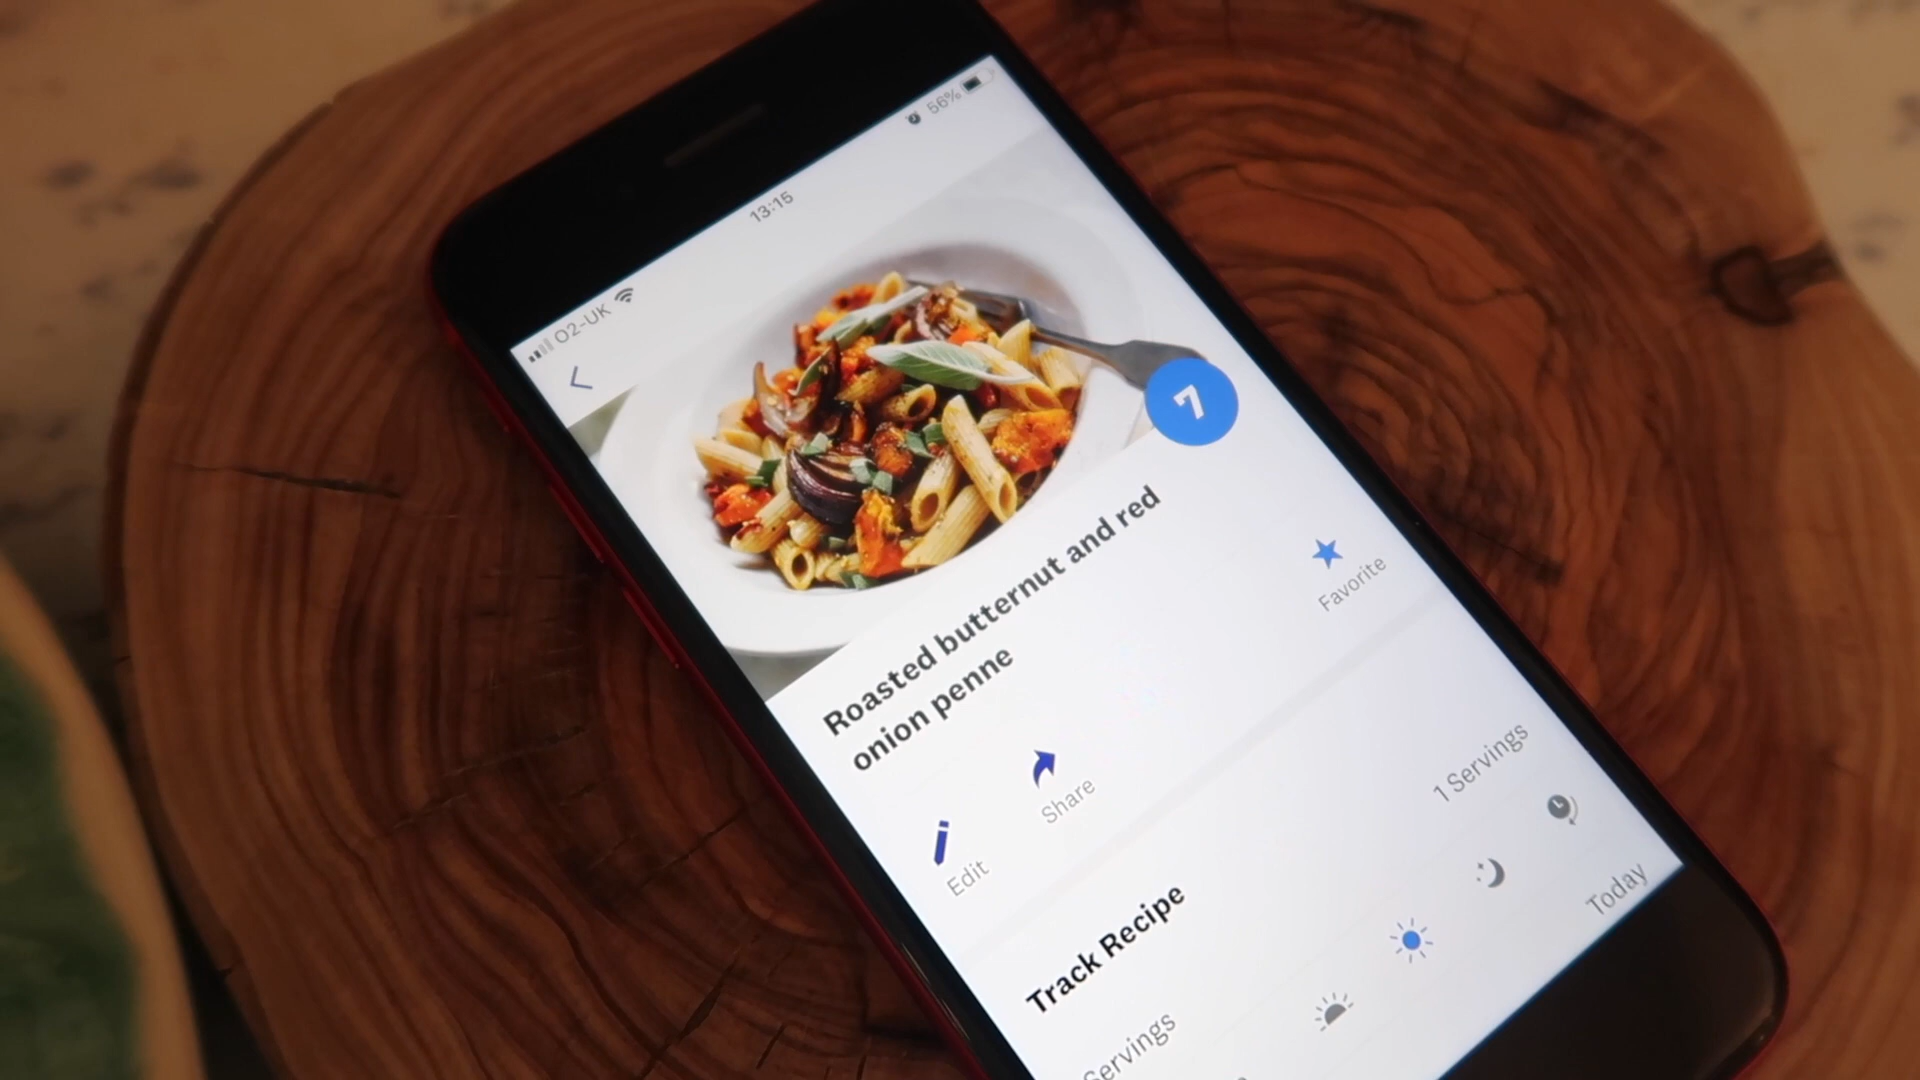 O2-UK
13:15
56%
7
Roasted butternut and red
onion penne
Edit
Share
Favorite
Track Recipe
1 Servings
Servings
Today